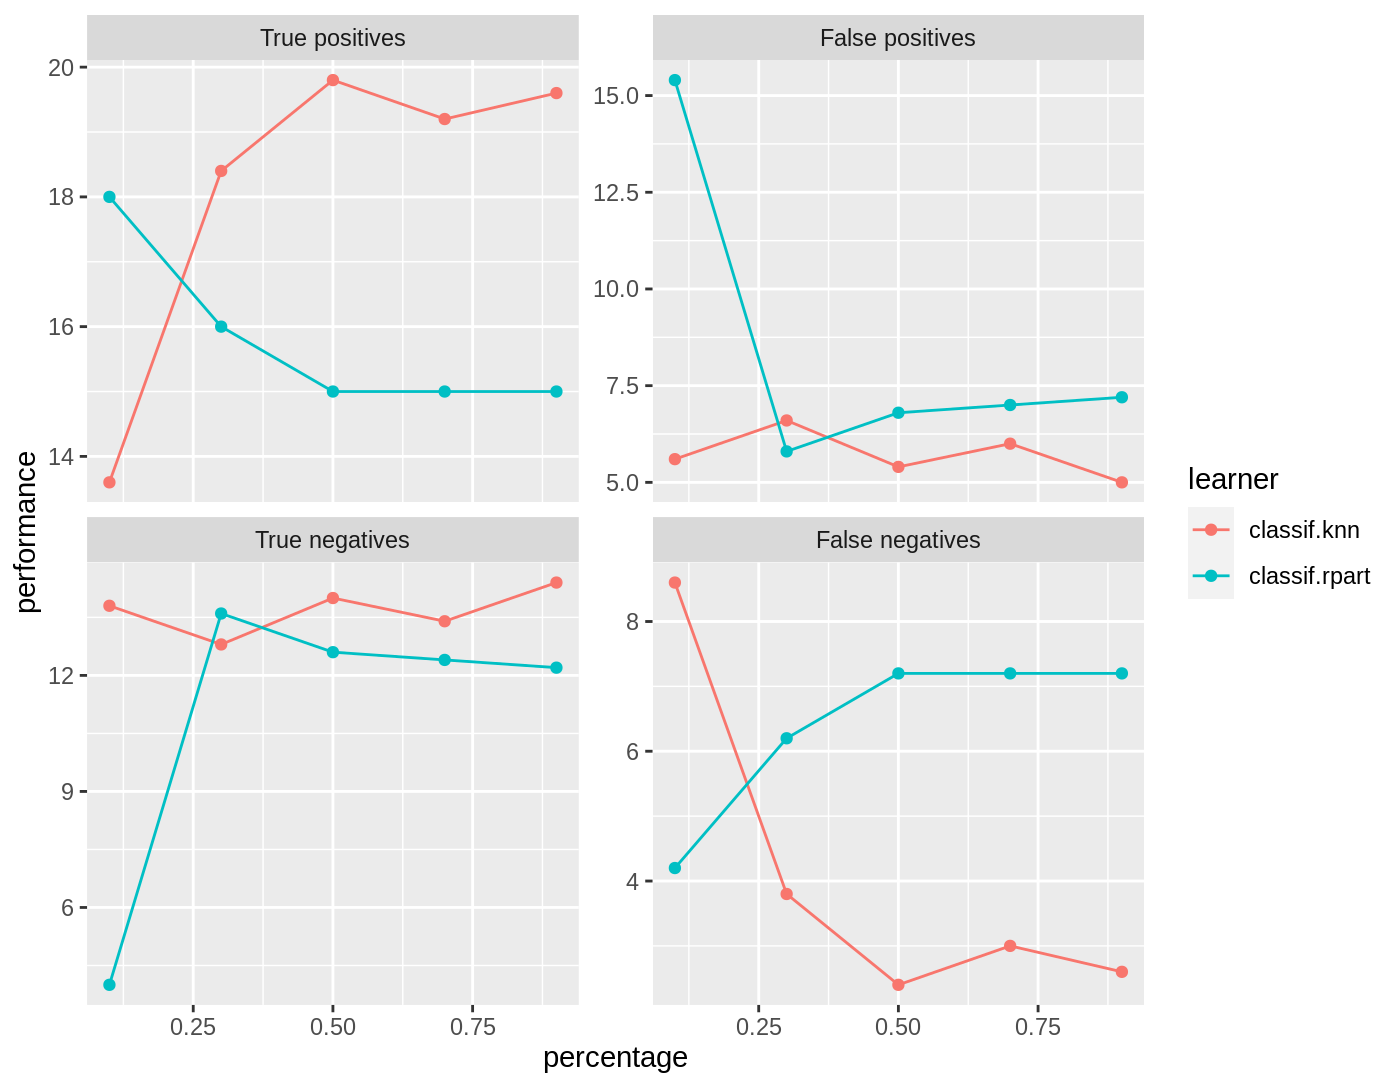 True positives
False positives
20
18
16
14
15.0
12.5
10.0
7.5
5.0
True negatives
False negatives
12
9
6
8
6
4
0.25 0.50 0.75
0.25 0.50 0.75
percentage
performance
learner
classif.knn
classif.rpart